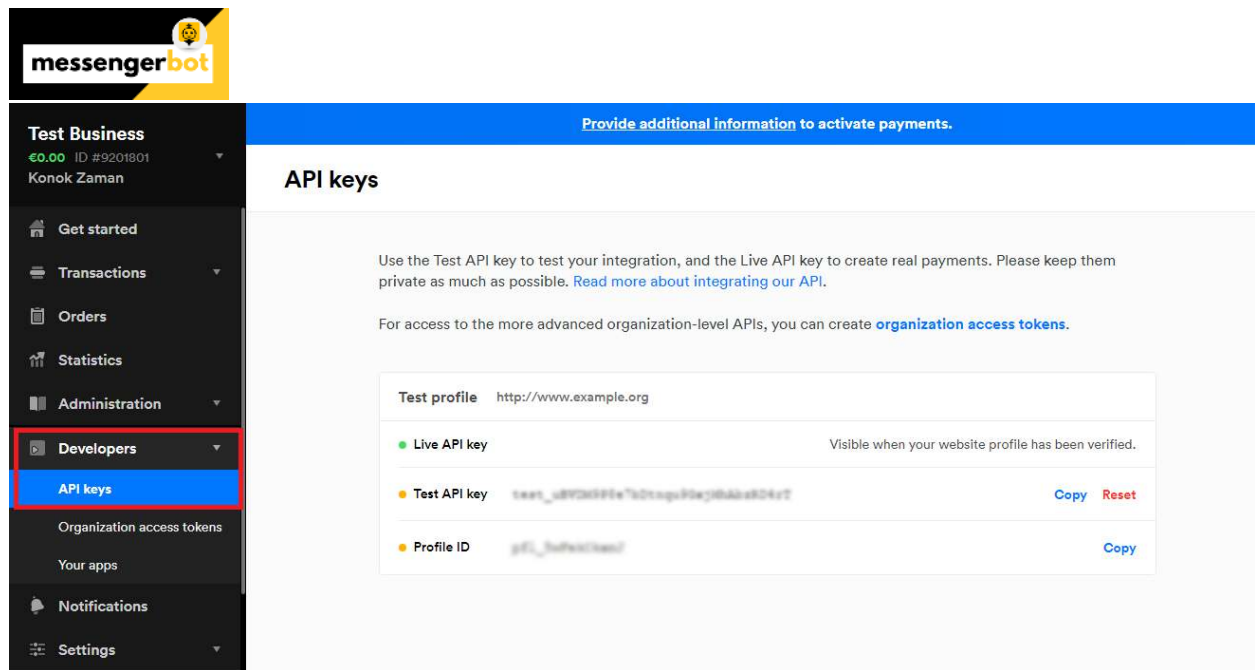 messengerbot
Test Business
€0.00 ID #9201801
Konok Zaman
Get started
Transactions
Orders
Statistics
Administration
Developers
API keys
Organization access tokens
Your apps
Notifications
Settings
Provide additional information to activate payments.
API keys
Use the Test API key to test your integration, and the Live API key to create real payments. Please keep them
private as much as possible. Read more about integrating our API.
For access to the more advanced organization-level APIs, you can create organization access tokens.
Test profile http://www.example.org
Live API key Visible when your website profile has been verified.
Test API key Copy Reset
Profile ID Copy